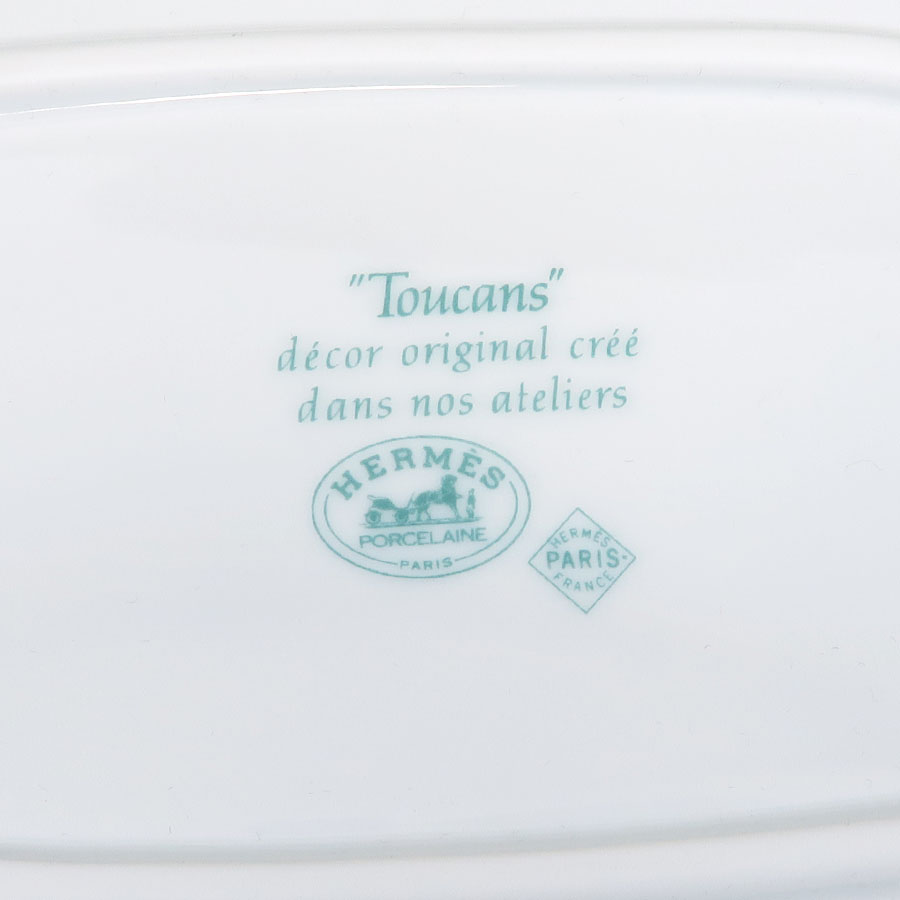 "Toucans"
décor original créé
dans nos ateliers
HERMÈS
PORCELAINE
PARIS
HERMÈS
PARIS
FRANCE